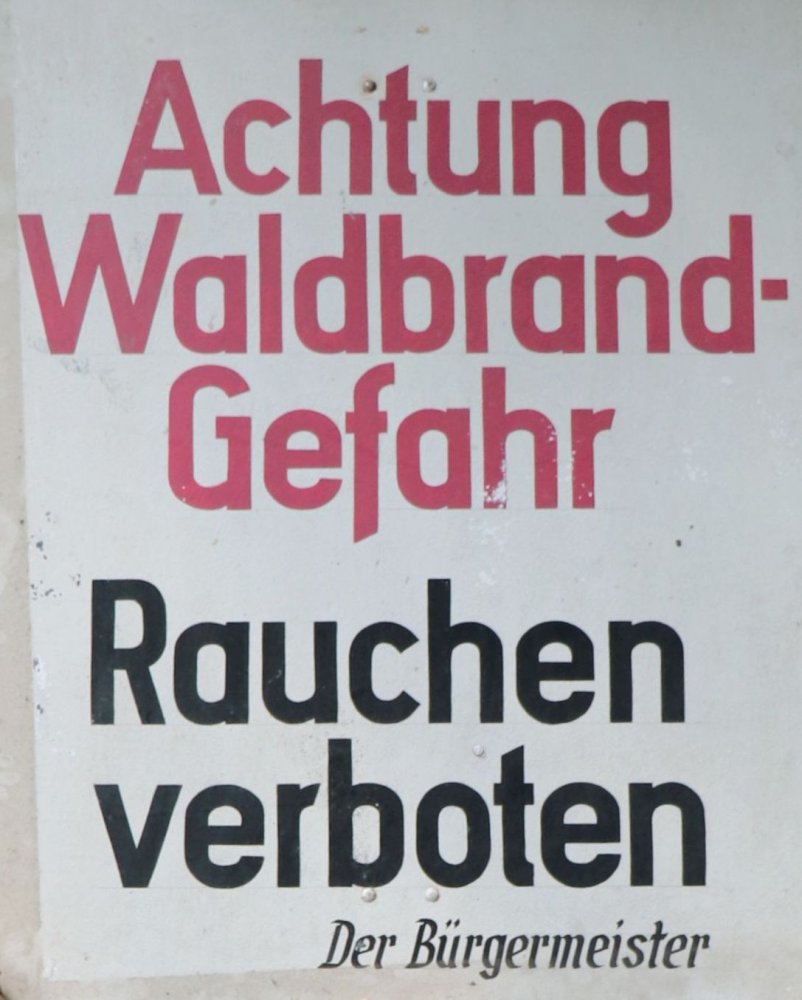 Achtung
Waldbrand-
Gefahr
Rauchen
verboten
Der Bürgermeister